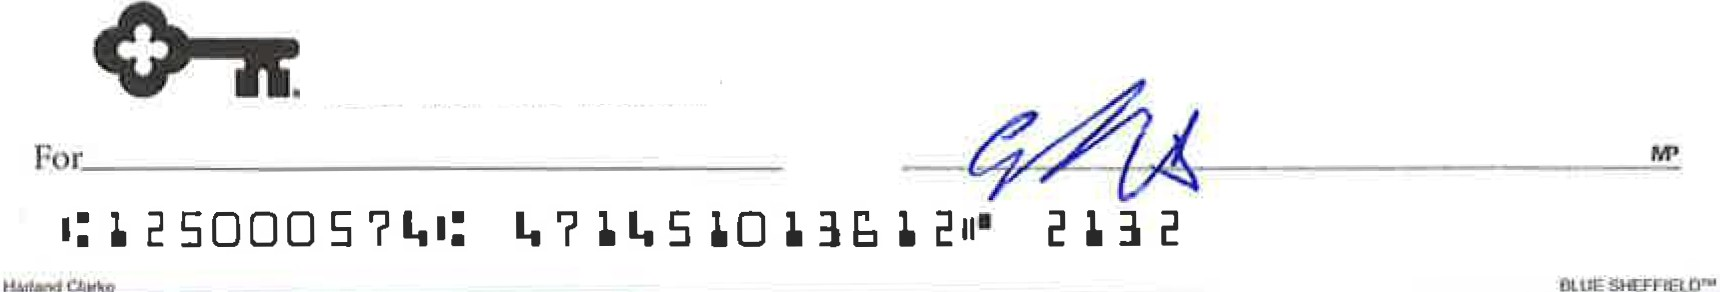 For MP
⑆125000574⑆ 471451013612⑈ 2132
Harland Clarke BLUE SHEFFIELD™